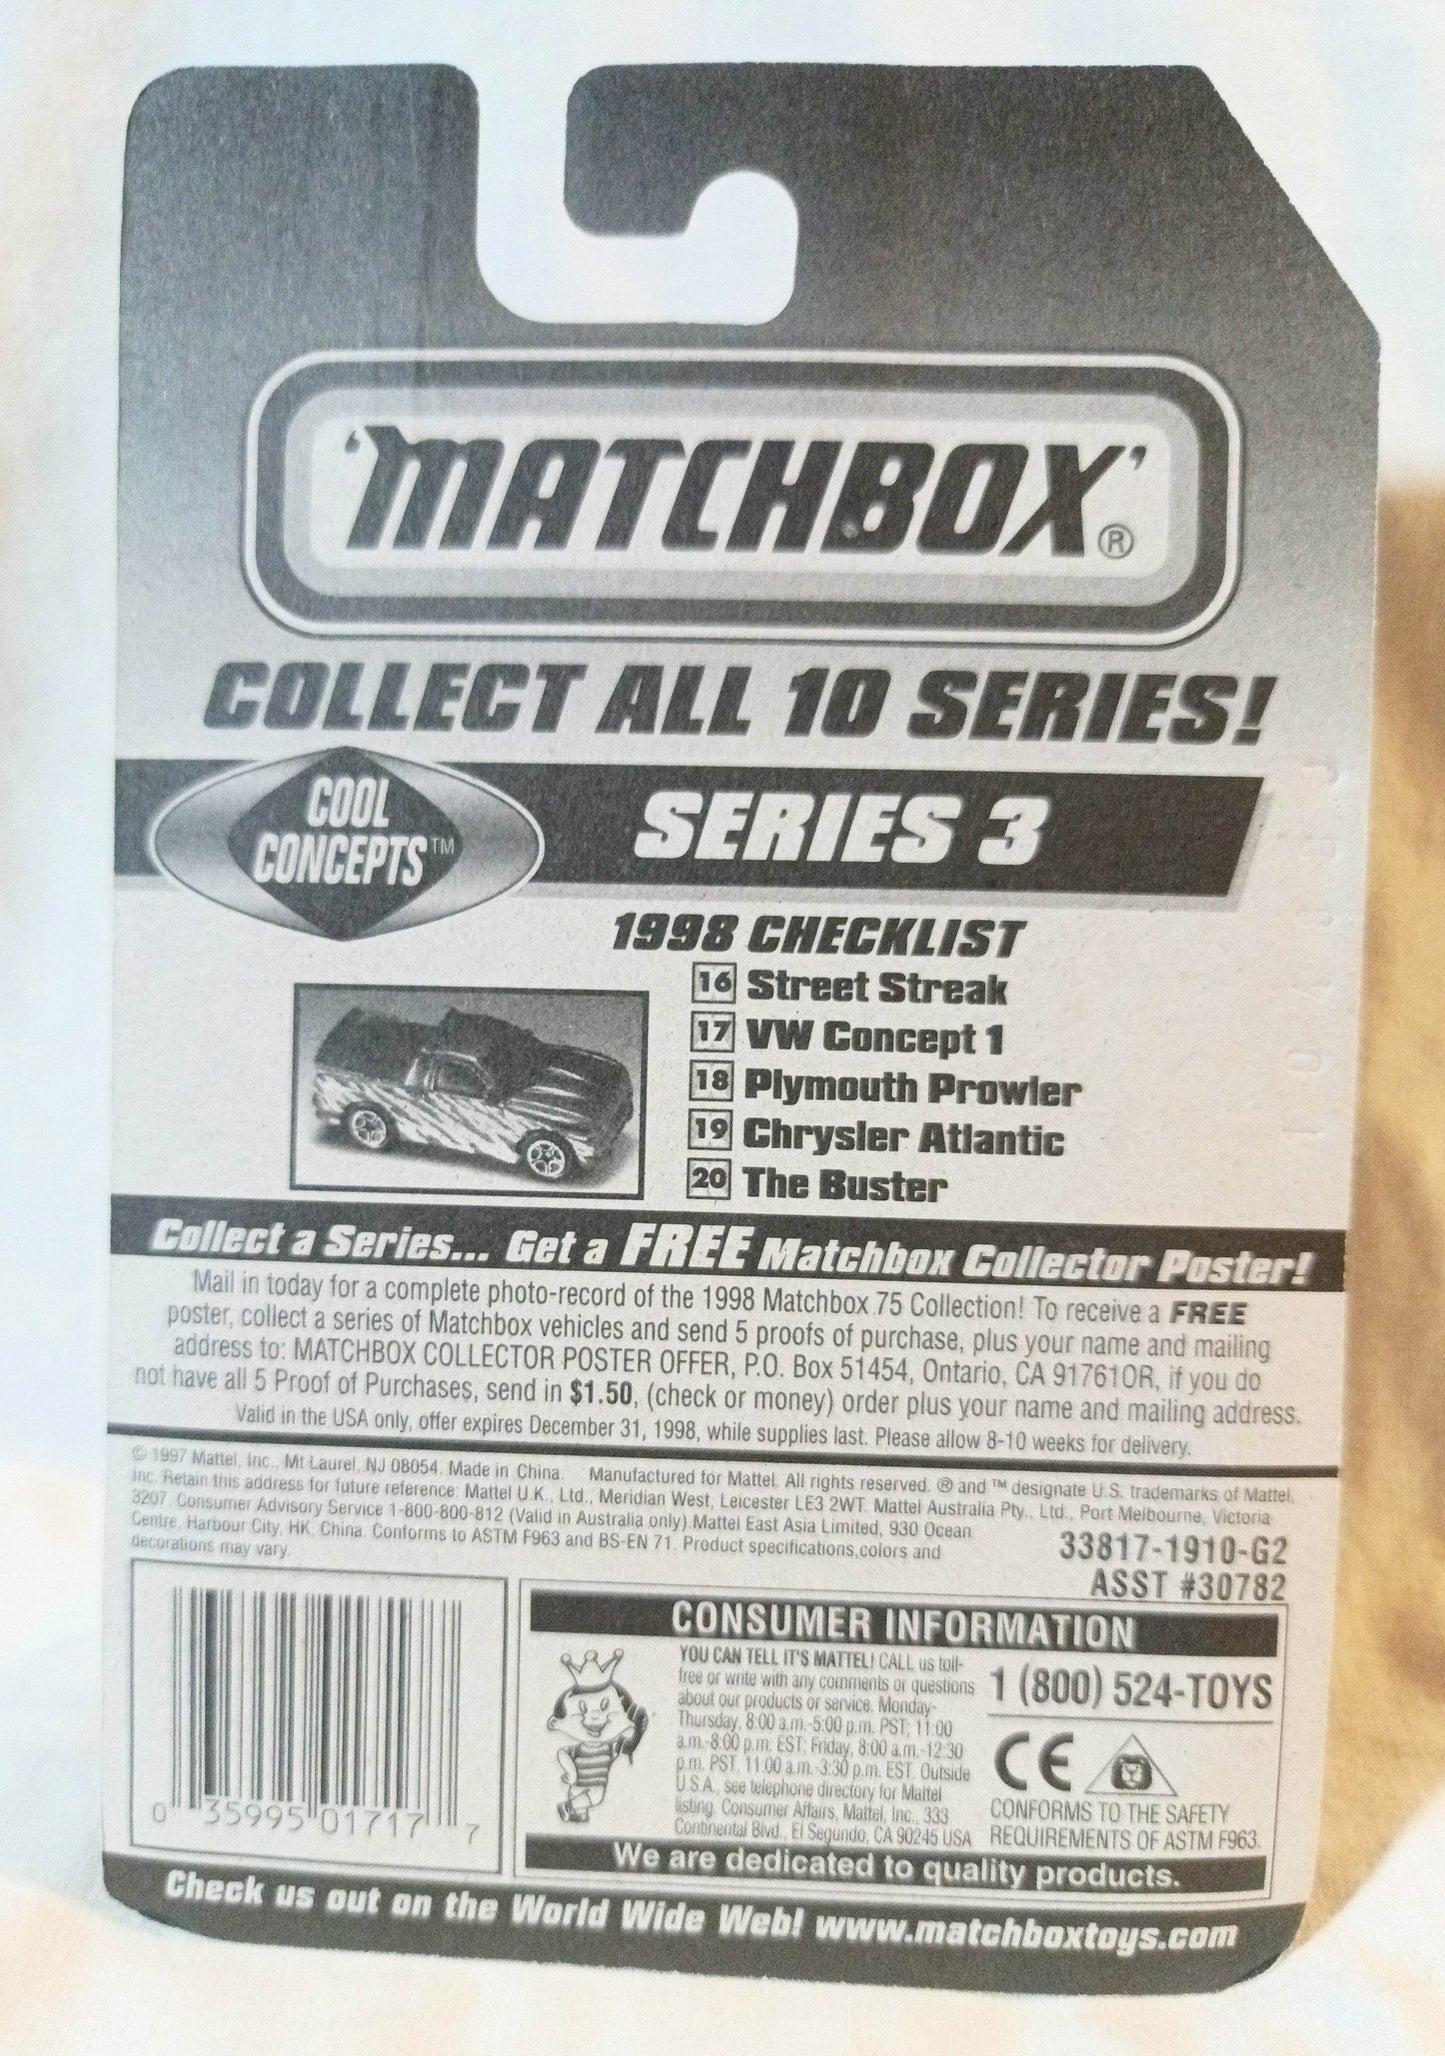 'MATCHBOX' ®
COLLECT ALL 10 SERIES!
COOL
CONCEPTS™
SERIES 3
1998 CHECKLIST
16 Street Streak
17 VW Concept 1
18 Plymouth Prowler
19 Chrysler Atlantic
20 The Buster
Collect a Series... Get a FREE Matchbox Collector Poster!
Mail in today for a complete photo-record of the 1998 Matchbox 75 Collection! To receive a FREE
poster, collect a series of Matchbox vehicles and send 5 proofs of purchase, plus your name and mailing
address to: MATCHBOX COLLECTOR POSTER OFFER, P.O. Box 51454, Ontario, CA 91761OR, if you do
not have all 5 Proof of Purchases, send in $1.50, (check or money) order plus your name and mailing address.
Valid in the USA only, offer expires December 31, 1998, while supplies last. Please allow 8-10 weeks for delivery.
© 1997 Mattel, Inc., Mt Laurel, NJ 08054. Made in China. Manufactured for Mattel. All rights reserved. ® and ™ designate U.S. trademarks of Mattel,
Inc. Retain this address for future reference: Mattel U.K., Ltd., Meridian West, Leicester LE3 2WT. Mattel Australia Pty., Ltd., Port Melbourne, Victoria
3207. Consumer Advisory Service 1-800-800-812 (Valid in Australia only).Mattel East Asia Limited, 930 Ocean
Centre, Harbour City, HK, China. Conforms to ASTM F963 and BS-EN 71. Product specifications,colors and
decorations may vary.
33817-1910-G2
ASST #30782
0 35995 01717 7
CONSUMER INFORMATION
YOU CAN TELL IT'S MATTEL! CALL us toll-
free or write with any comments or questions
about our products or service. Monday-
Thursday, 8:00 a.m.-5:00 p.m. PST; 11:00
a.m.-8:00 p.m. EST; Friday, 8:00 a.m.-12:30
p.m. PST, 11:00 a.m.-3:30 p.m. EST. Outside
U.S.A., see telephone directory for Mattel
listing. Consumer Affairs, Mattel, Inc., 333
Continental Blvd., El Segundo, CA 90245 USA
1 (800) 524-TOYS
CE
CONFORMS TO THE SAFETY
REQUIREMENTS OF ASTM F963.
We are dedicated to quality products.
Check us out on the World Wide Web! www.matchboxtoys.com